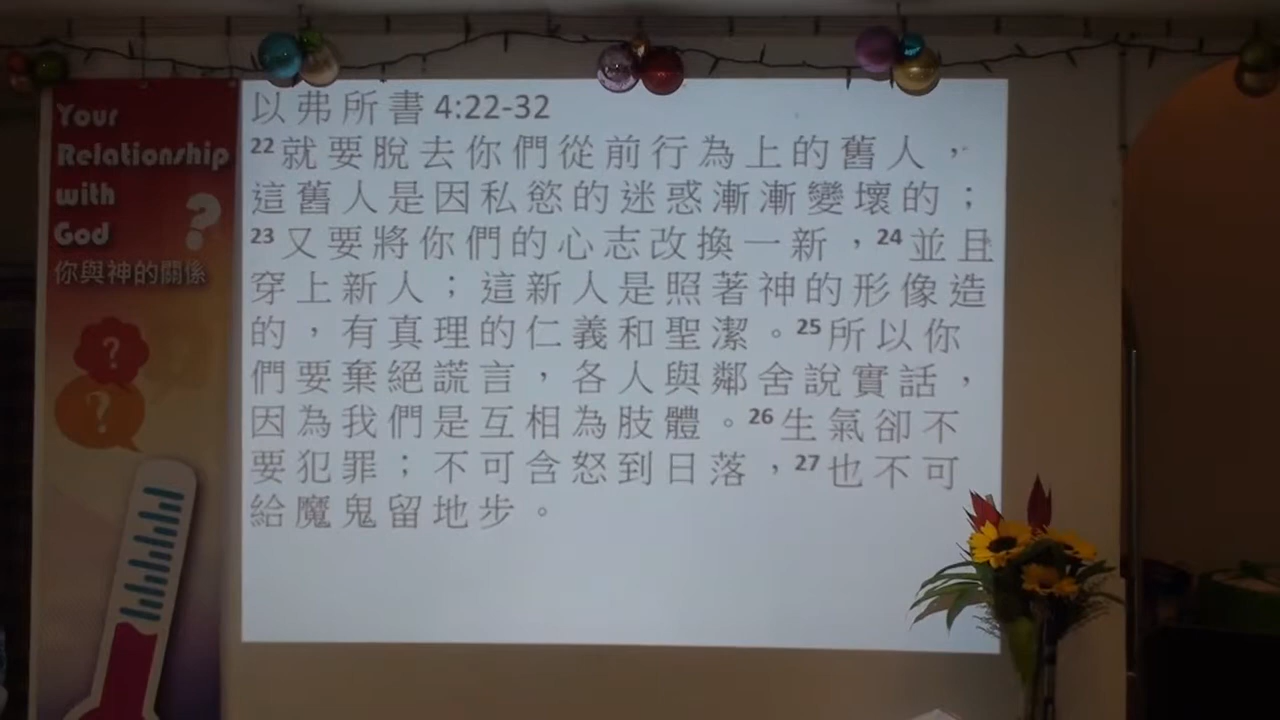 Your
Relationship
with
God
?
你與神的關係
?
?
以弗所書 4:22-32
22就要脫去你們從前行為上的舊人，
這舊人是因私慾的迷惑漸漸變壞的；
23又要將你們的心志改換一新，24並且
穿上新人；這新人是照著神的形像造
的，有真理的仁義和聖潔。25所以你
們要棄絕謊言，各人與鄰舍說實話，
因為我們是互相為肢體。26生氣卻不
要犯罪；不可含怒到日落，27也不可
給魔鬼留地步。